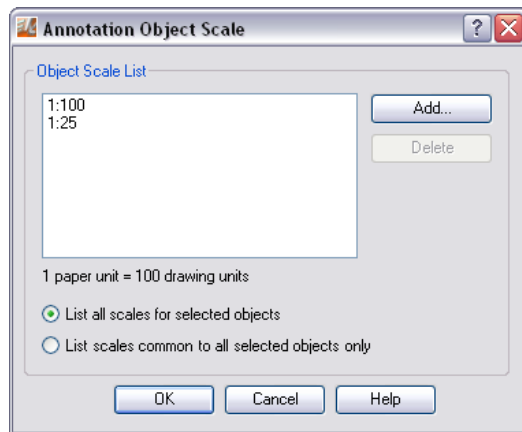 Annotation Object Scale
?
Object Scale List
1:100
1:25
Add...
Delete
1 paper unit = 100 drawing units
List all scales for selected objects
List scales common to all selected objects only
OK
Cancel
Help